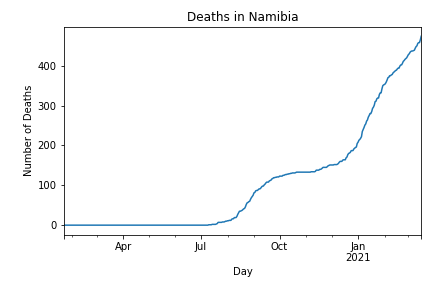 Deaths in Namibia
Number of Deaths
400
300
200
100
0
Apr
Jul
Oct
Jan
2021
Day